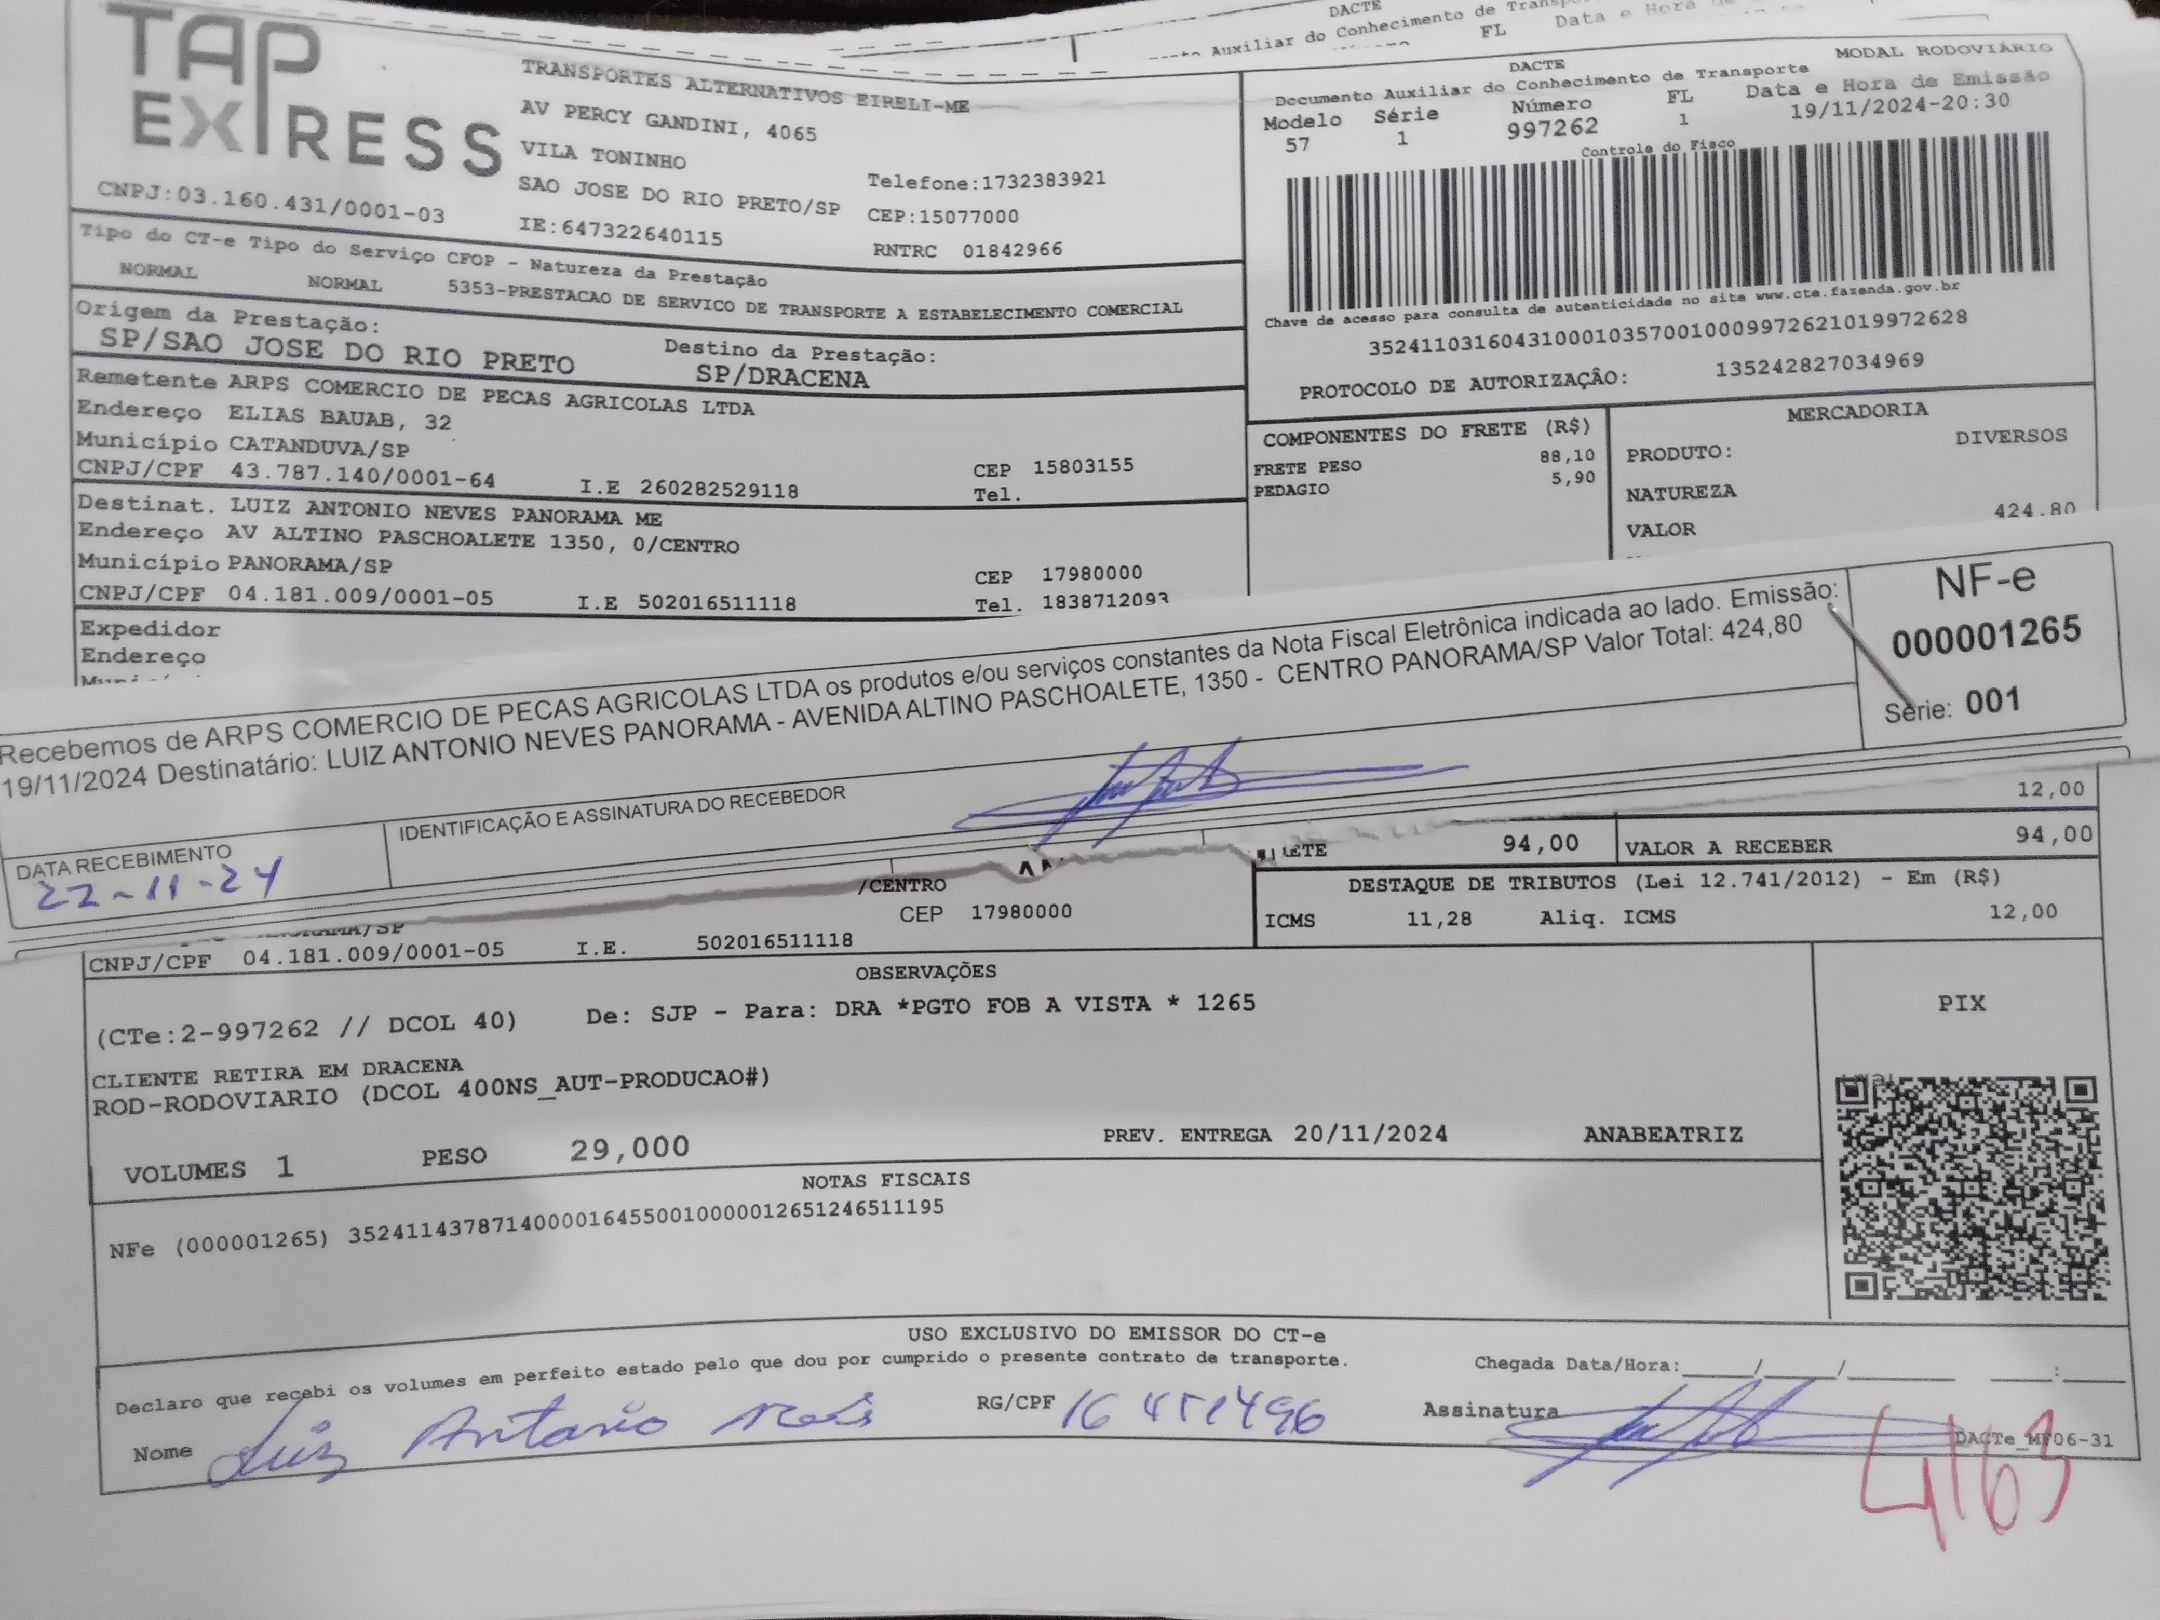 DACTE
Auxiliar do Conhecimento de
FL Data e Hora
TAP
EXPRESS
CNPJ:03.160.431/0001-03
TRANSPORTES ALTERNATIVOS EIRELI-ME
AV PERCY GANDINI, 4065
VILA TONINHO
SAO JOSE DO RIO PRETO/SP
IE:647322640115
Telefone:1732383921
CEP:15077000
RNTRC 01842966
DACTE MODAL RODOVIÁRIO
Documento Auxiliar do Conhecimento de Transporte
Modelo Série Número FL Data e Hora de Emissão
57 1 997262 1 19/11/2024-20:30
Controle do Fisco
Chave de acesso para consulta de autenticidade no site www.cte.fazenda.gov.br
35241103160431000103570010009972621019972628
PROTOCOLO DE AUTORIZAÇÂO: 135242827034969
Tipo do CT-e Tipo do Serviço CFOP - Natureza da Prestação
NORMAL NORMAL 5353-PRESTACAO DE SERVICO DE TRANSPORTE A ESTABELECIMENTO COMERCIAL
Origem da Prestação:
SP/SAO JOSE DO RIO PRETO
Destino da Prestação:
SP/DRACENA
Remetente ARPS COMERCIO DE PECAS AGRICOLAS LTDA
Endereço ELIAS BAUAB, 32
Município CATANDUVA/SP CEP 15803155
CNPJ/CPF 43.787.140/0001-64 I.E 260282529118 Tel.
Destinat. LUIZ ANTONIO NEVES PANORAMA ME
Endereço AV ALTINO PASCHOALETE 1350, 0/CENTRO
Município PANORAMA/SP CEP 17980000
CNPJ/CPF 04.181.009/0001-05 I.E 502016511118 Tel. 1838712093
Expedidor
Endereço
COMPONENTES DO FRETE (R$)
FRETE PESO 88,10
PEDAGIO 5,90
MERCADORIA
PRODUTO: DIVERSOS
NATUREZA
VALOR 424.80
Recebemos de ARPS COMERCIO DE PECAS AGRICOLAS LTDA os produtos e/ou serviços constantes da Nota Fiscal Eletrônica indicada ao lado. Emissão:
19/11/2024 Destinatário: LUIZ ANTONIO NEVES PANORAMA - AVENIDA ALTINO PASCHOALETE, 1350 - CENTRO PANORAMA/SP Valor Total: 424,80
NF-e
000001265
Série: 001
DATA RECEBIMENTO
22-11-24
IDENTIFICAÇÃO E ASSINATURA DO RECEBEDOR
12,00
94,00 VALOR A RECEBER 94,00
DESTAQUE DE TRIBUTOS (Lei 12.741/2012) - Em (R$)
ICMS 11,28 Aliq. ICMS 12,00
/CENTRO
CEP 17980000
CNPJ/CPF 04.181.009/0001-05 I.E. 502016511118
OBSERVAÇÕES
(CTe:2-997262 // DCOL 40) De: SJP - Para: DRA *PGTO FOB A VISTA * 1265
CLIENTE RETIRA EM DRACENA
ROD-RODOVIARIO (DCOL 400NS_AUT-PRODUCAO#)
VOLUMES 1 PESO 29,000 PREV. ENTREGA 20/11/2024 ANABEATRIZ
PIX
NOTAS FISCAIS
NFe (000001265) 35241143787140000164550010000012651246511195
USO EXCLUSIVO DO EMISSOR DO CT-e
Declaro que recebi os volumes em perfeito estado pelo que dou por cumprido o presente contrato de transporte.
Chegada Data/Hora:____/____/____ ____:____
Nome Luiz Antonio Neves RG/CPF Assinatura
DACTe_MF06-31
4163